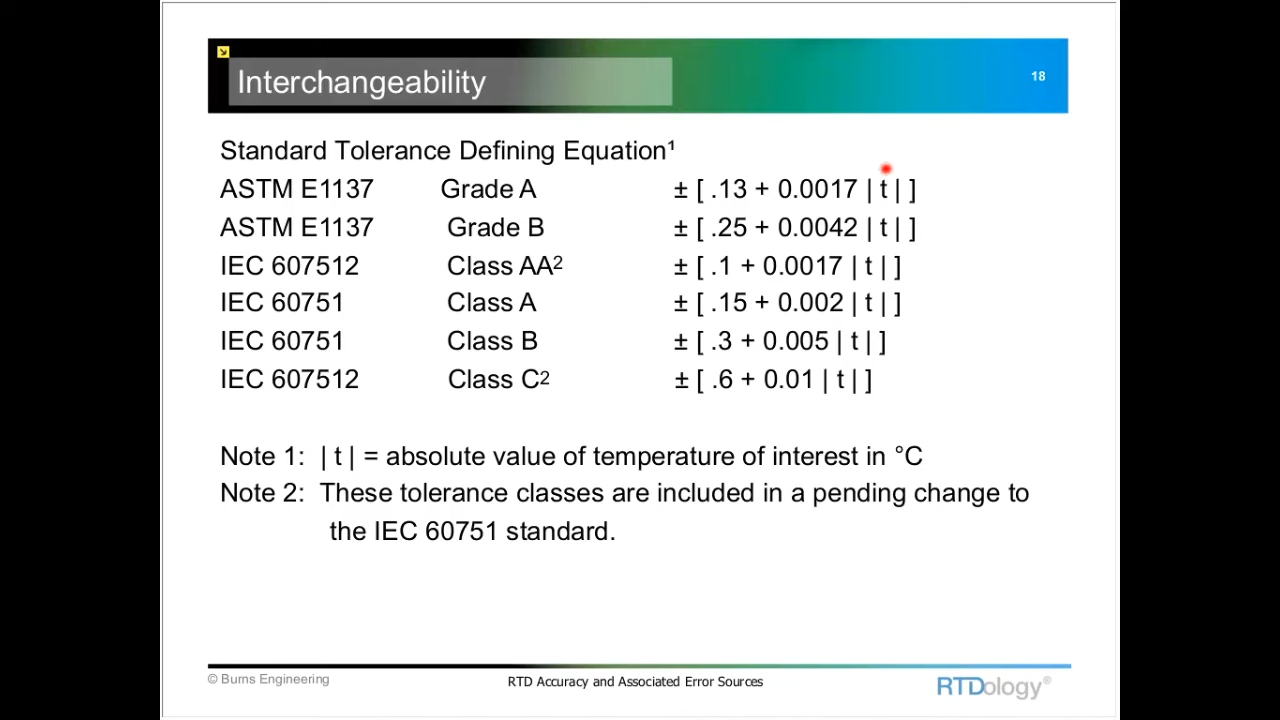 Interchangeability
18
Standard Tolerance Defining Equation¹
ASTM E1137 Grade A ± [ .13 + 0.0017 | t | ]
ASTM E1137 Grade B ± [ .25 + 0.0042 | t | ]
IEC 607512 Class AA2 ± [ .1 + 0.0017 | t | ]
IEC 60751 Class A ± [ .15 + 0.002 | t | ]
IEC 60751 Class B ± [ .3 + 0.005 | t | ]
IEC 607512 Class C2 ± [ .6 + 0.01 | t | ]
Note 1: | t | = absolute value of temperature of interest in °C
Note 2: These tolerance classes are included in a pending change to
the IEC 60751 standard.
© Burns Engineering
RTD Accuracy and Associated Error Sources
RTDology®